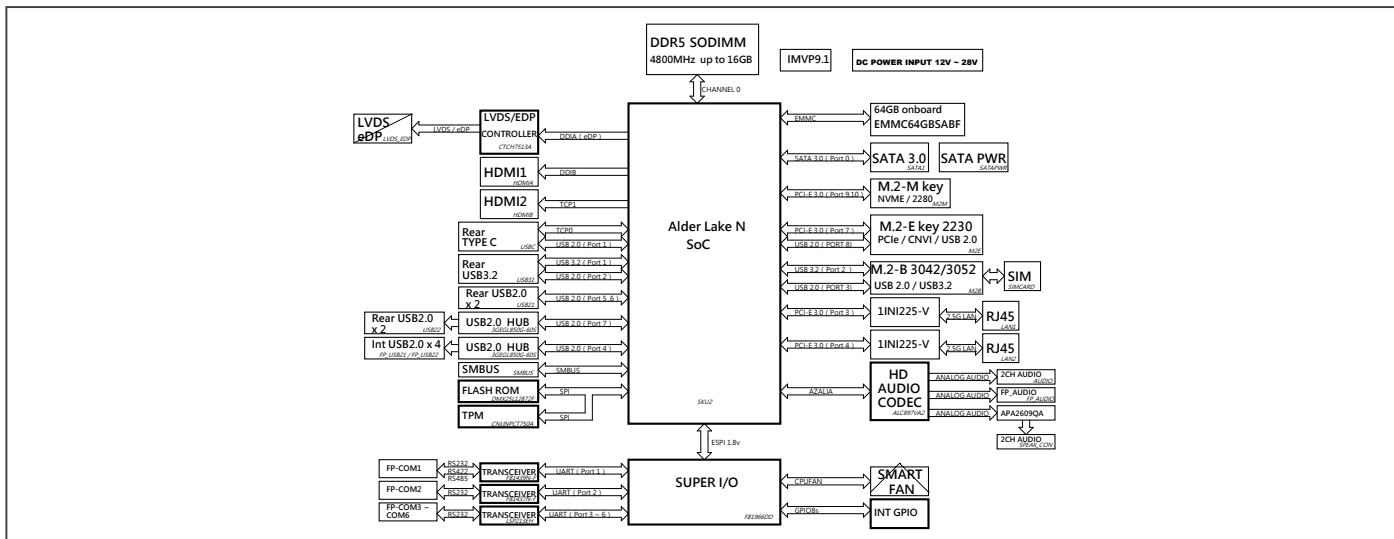 DDR5 SODIMM
4800MHz up to 16GB
IMVP9.1
DC POWER INPUT 12V ~ 28V
CHANNEL 0
LVDS
eDP
LVDS_EDP
LVDS / eDP
LVDS/EDP
CONTROLLER
CTCH7513A
DDIA ( eDP )
HDMI1
HDMIA
DDIB
HDMI2
HDMIB
TCP1
Rear
TYPE C
USBC
TCP0
USB 2.0 ( Port 1 )
Rear
USB3.2
USB31
USB 3.2 ( Port 1 )
USB 2.0 ( Port 2 )
Rear USB2.0
x 2
USB21
USB 2.0 ( Port 5 ,6 )
Rear USB2.0
x 2
USB22
USB2.0 HUB
3GEGL850G-60S
USB 2.0 ( Port 7 )
Int USB2.0 x 4
FP_USB21 / FP_USB22
USB2.0 HUB
3GEGL850G-60S
USB 2.0 ( Port 4 )
SMBUS
SMBUS
SMBUS
FLASH ROM
SPI
TPM
CNUNPCT750A
SPI
Alder Lake N
SoC
SKU2
EMMC
64GB onboard
EMMC64GBSABF
SATA 3.0 ( Port 0 )
SATA 3.0
SATA1
SATA PWR
SATAPWR
PCI-E 3.0 ( Port 9,10 )
M.2-M key
NVME / 2280
M2M
PCI-E 3.0 ( Port 7 )
USB 2.0 ( PORT 8)
M.2-E key 2230
PCIe / CNVI / USB 2.0
M2E
USB 3.2 ( Port 2 )
USB 2.0 ( PORT 3)
M.2-B 3042/3052
USB 2.0 / USB3.2
M2B
SIM
SIMCARD
PCI-E 3.0 ( Port 3 )
1INI225-V
2.5G LAN
RJ45
LAN1
PCI-E 3.0 ( Port 4 )
1INI225-V
2.5G LAN
RJ45
LAN2
AZALIA
HD
AUDIO
CODEC
ALC897VA2
ANALOG AUDIO
2CH AUDIO
AUDIO
ANALOG AUDIO
FP_AUDIO
FP_AUDIO
ANALOG AUDIO
APA2609QA
2CH AUDIO
SPEAK_CON
ESPI 1.8v
FP-COM1
RS232
RS422
RS485
TRANSCEIVER
F81439N-F
UART ( Port 1 )
FP-COM2
RS232
TRANSCEIVER
F81437N-F
UART ( Port 2 )
FP-COM3 ~
COM6
RS232
TRANSCEIVER
LSP213EH
UART ( Port 3 ~ 6 )
SUPER I/O
F81966DD
CPUFAN
SMART
FAN
GPIO8s
INT GPIO